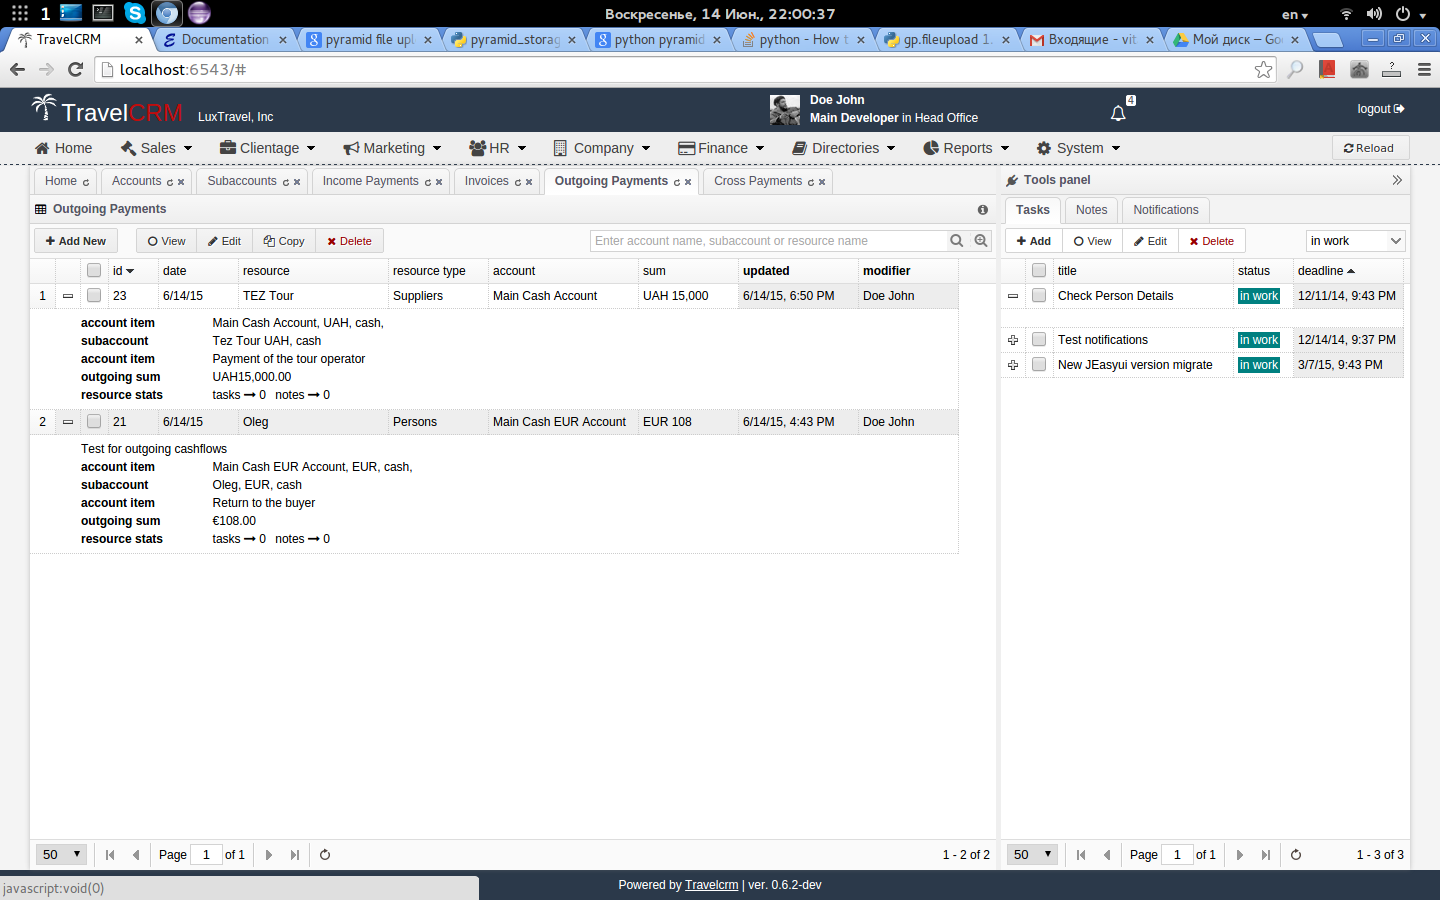 1
Воскресенье, 14 Июн., 22:00:37
en
TravelCRM
Documentation
pyramid file upl
pyramid_storag
python pyramid
python - How t
gp.fileupload 1.
Входящие - vit
Мой диск – Goo
localhost:6543/#
TravelCRM
LuxTravel, Inc
Doe John
Main Developer in Head Office
4
logout
Home
Sales
Clientage
Marketing
HR
Company
Finance
Directories
Reports
System
Reload
Home
Accounts
Subaccounts
Income Payments
Invoices
Outgoing Payments
Cross Payments
Tools panel
Outgoing Payments
Tasks
Notes
Notifications
Add New
View
Edit
Copy
Delete
Enter account name, subaccount or resource name
Add
View
Edit
Delete
in work
id
date
resource
resource type
account
sum
updated
modifier
title
status
deadline
1
23
6/14/15
TEZ Tour
Suppliers
Main Cash Account
UAH 15,000
6/14/15, 6:50 PM
Doe John
Check Person Details
in work
12/11/14, 9:43 PM
account item Main Cash Account, UAH, cash,
subaccount Tez Tour UAH, cash
account item Payment of the tour operator
outgoing sum UAH15,000.00
resource stats tasks ➞ 0 notes ➞ 0
Test notifications
in work
12/14/14, 9:37 PM
New JEasyui version migrate
in work
3/7/15, 9:43 PM
2
21
6/14/15
Oleg
Persons
Main Cash EUR Account
EUR 108
6/14/15, 4:43 PM
Doe John
Test for outgoing cashflows
account item Main Cash EUR Account, EUR, cash,
subaccount Oleg, EUR, cash
account item Return to the buyer
outgoing sum €108.00
resource stats tasks ➞ 0 notes ➞ 0
50
Page 1 of 1
1 - 2 of 2
50
Page 1 of 1
1 - 3 of 3
javascript:void(0)
Powered by Travelcrm | ver. 0.6.2-dev